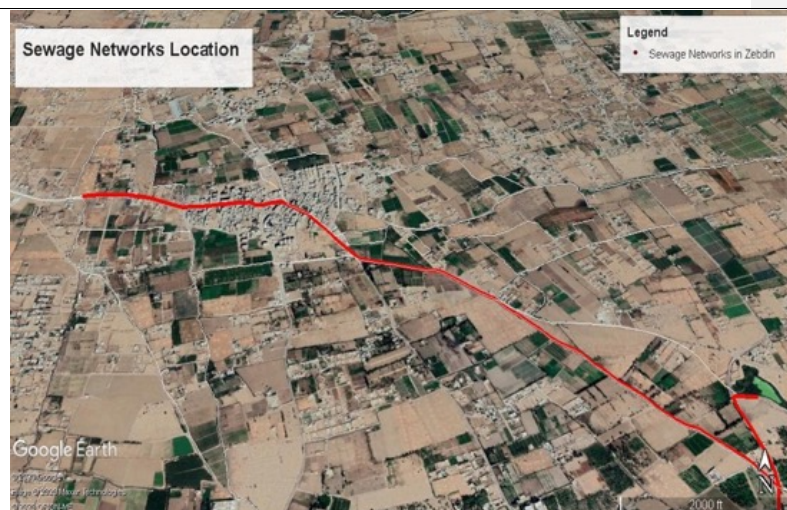 Sewage Networks Location
Legend
Sewage Networks in Zebdin
Google Earth
2000 ft
N